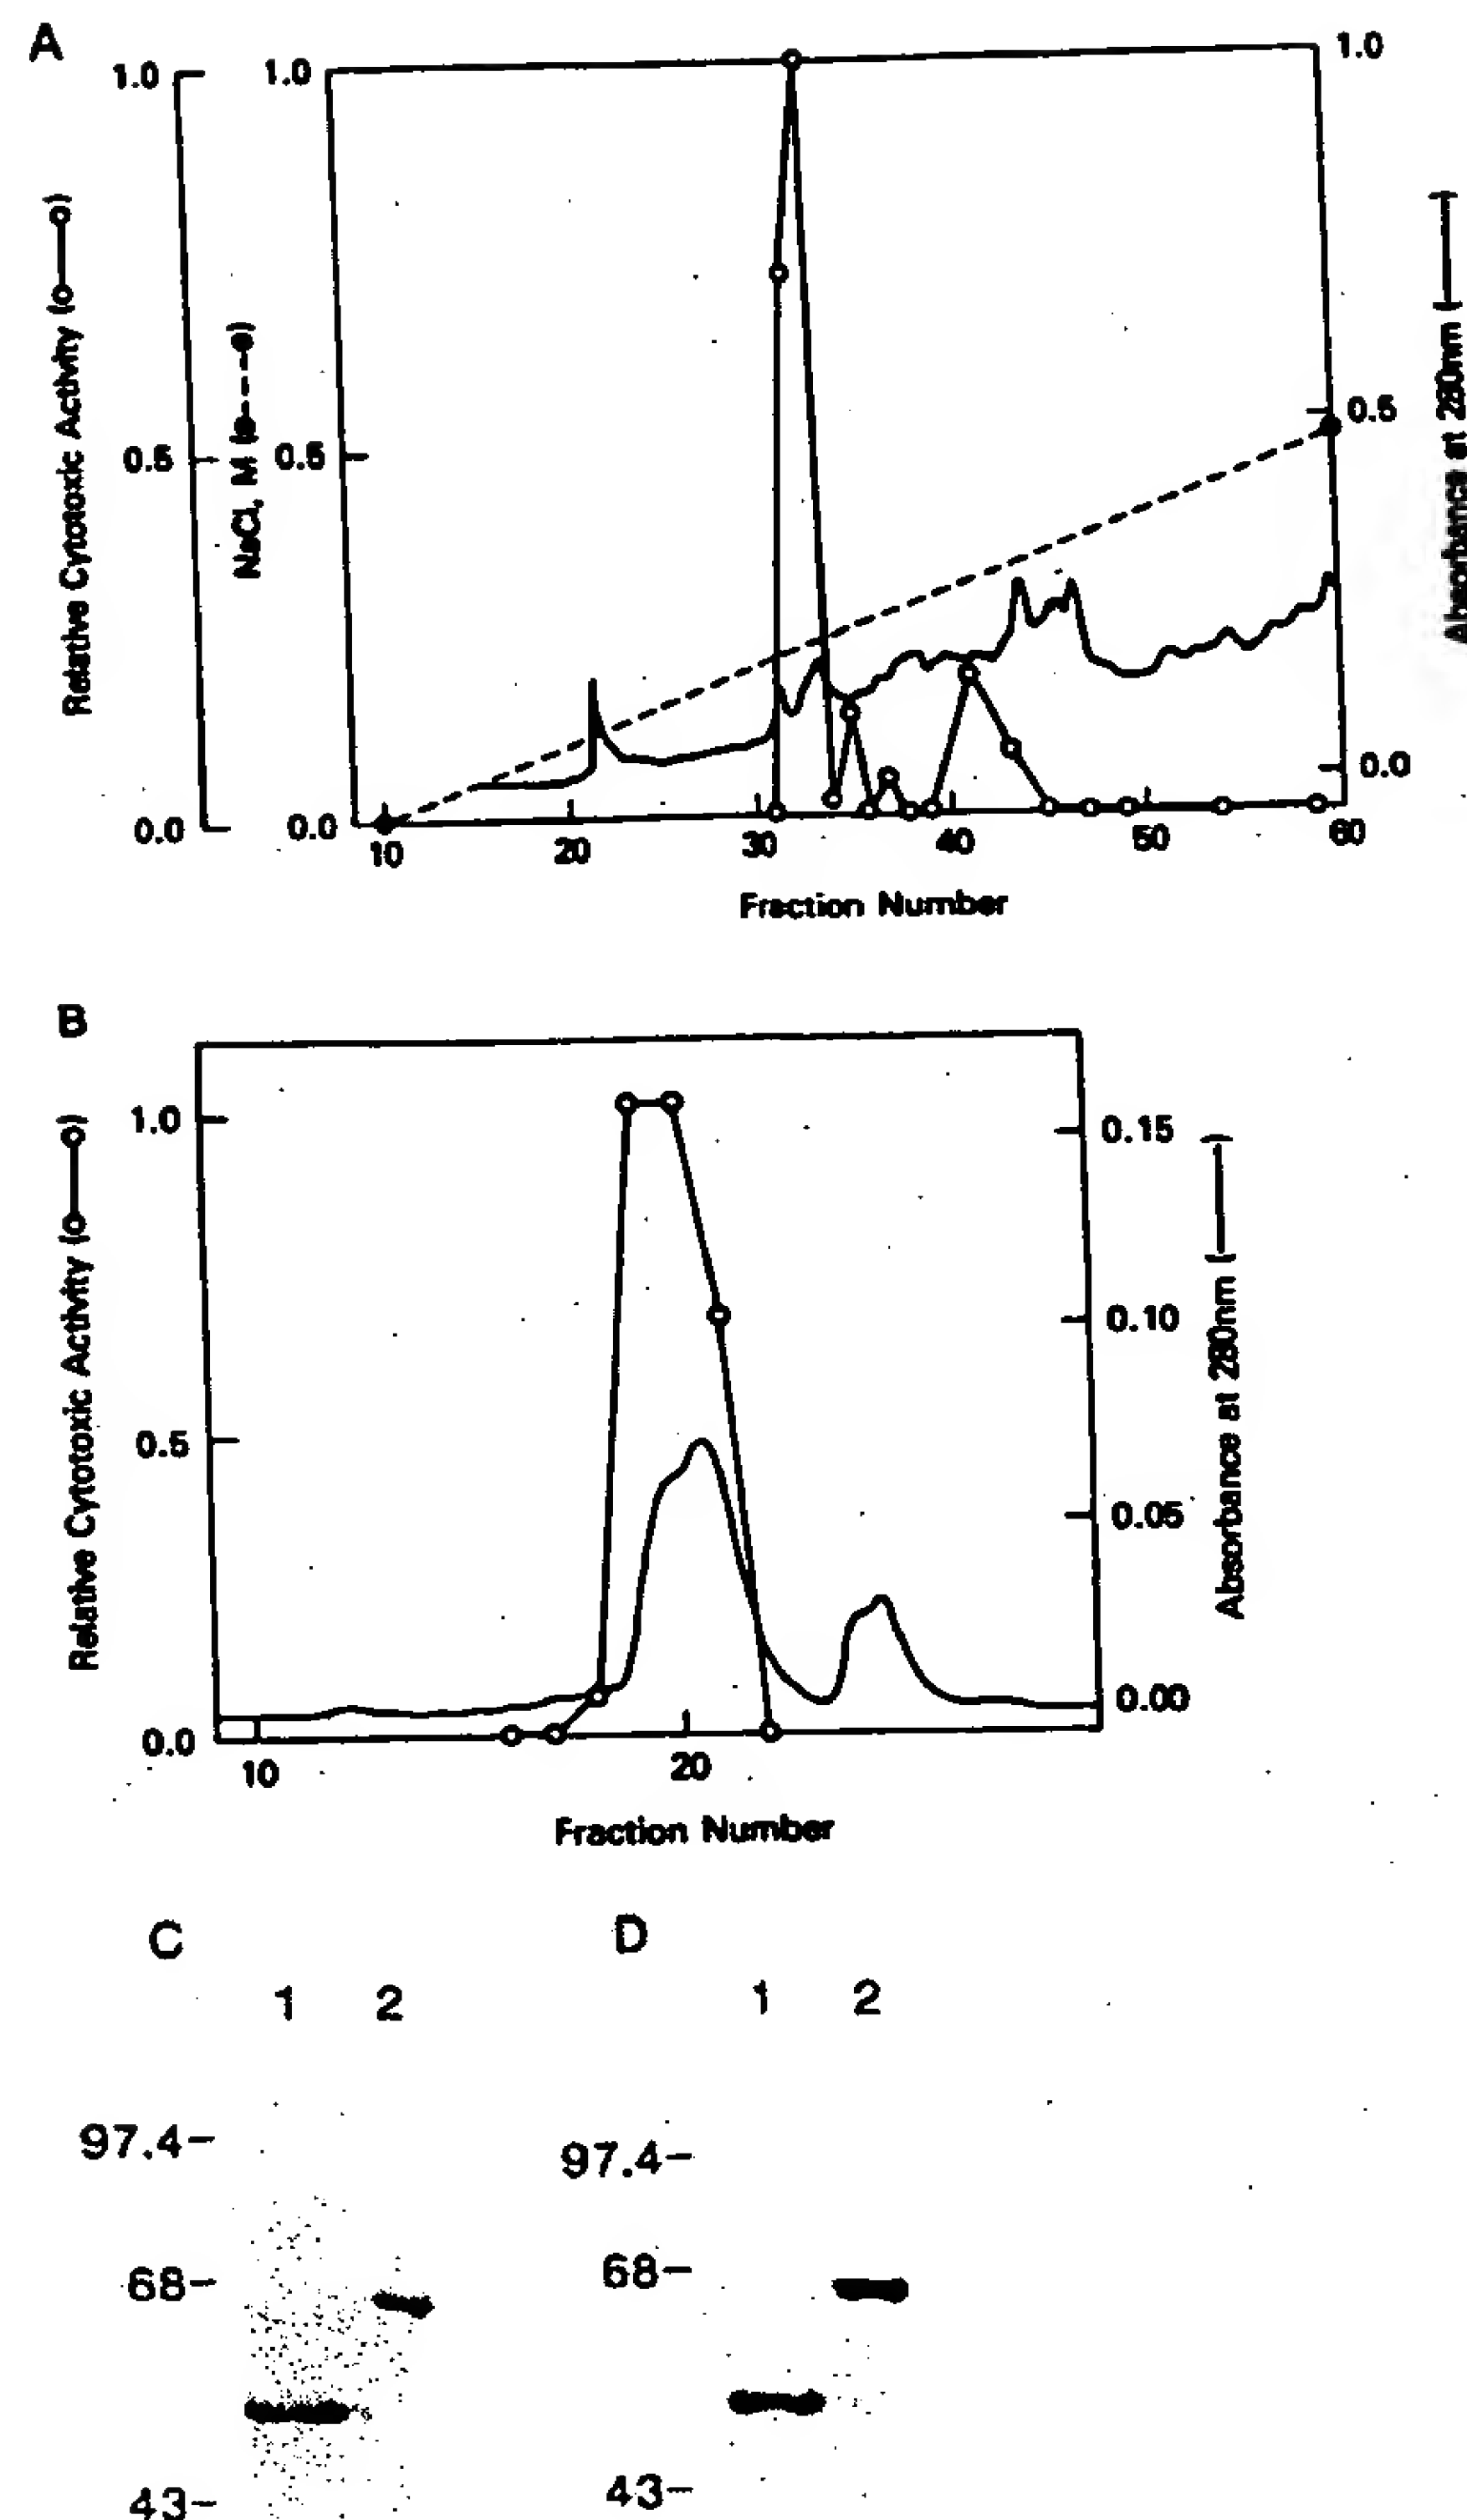 A
1.0
1.0
1.0
Relative Cytotoxic Activity (o——o)
NaCl, M (●----●)
Absorbance at 280nm (——)
0.5
0.5
0.5
0.0
0.0
0.0
10
20
30
40
50
60
Fraction Number
B
1.0
0.15
Relative Cytotoxic Activity (o——o)
Absorbance at 280nm (——)
0.10
0.5
0.05
0.00
0.0
10
20
Fraction Number
C
D
1 2
1 2
97.4-
97.4-
68-
68-
43-
43-